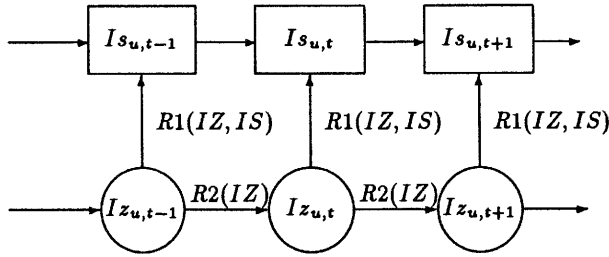 Is_{u,t-1} Is_{u,t} Is_{u,t+1}
R1(IZ, IS) R1(IZ, IS) R1(IZ, IS)
R2(IZ) R2(IZ)
Iz_{u,t-1} Iz_{u,t} Iz_{u,t+1}